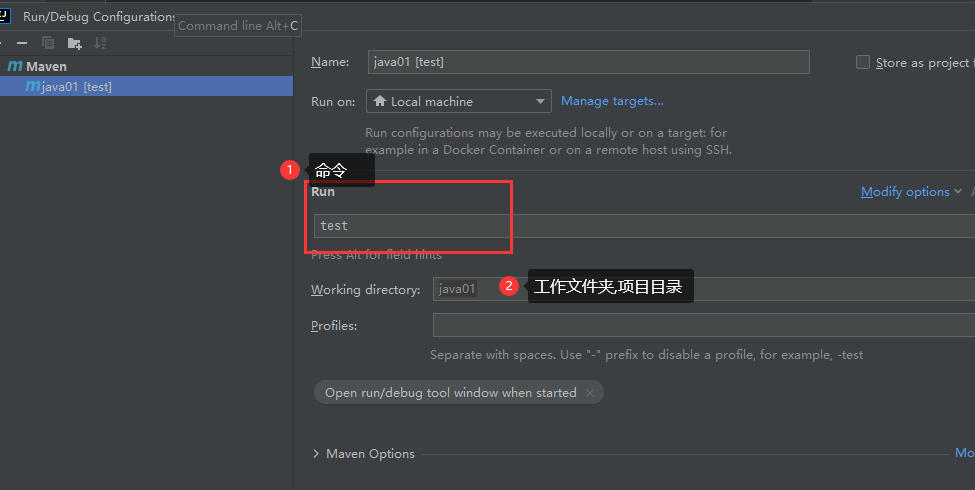 Run/Debug Configurations
Command line Alt+C
Maven
java01 [test]
Name:
java01 [test]
Store as project
Run on:
Local machine
Manage targets...
Run configurations may be executed locally or on a target: for
example in a Docker Container or on a remote host using SSH.
1 命令
Run
Modify options
test
Press Alt for field hints
Working directory:
java01
2 工作文件夹,项目目录
Profiles:
Separate with spaces. Use "-" prefix to disable a profile, for example, -test
Open run/debug tool window when started
Maven Options
Mo